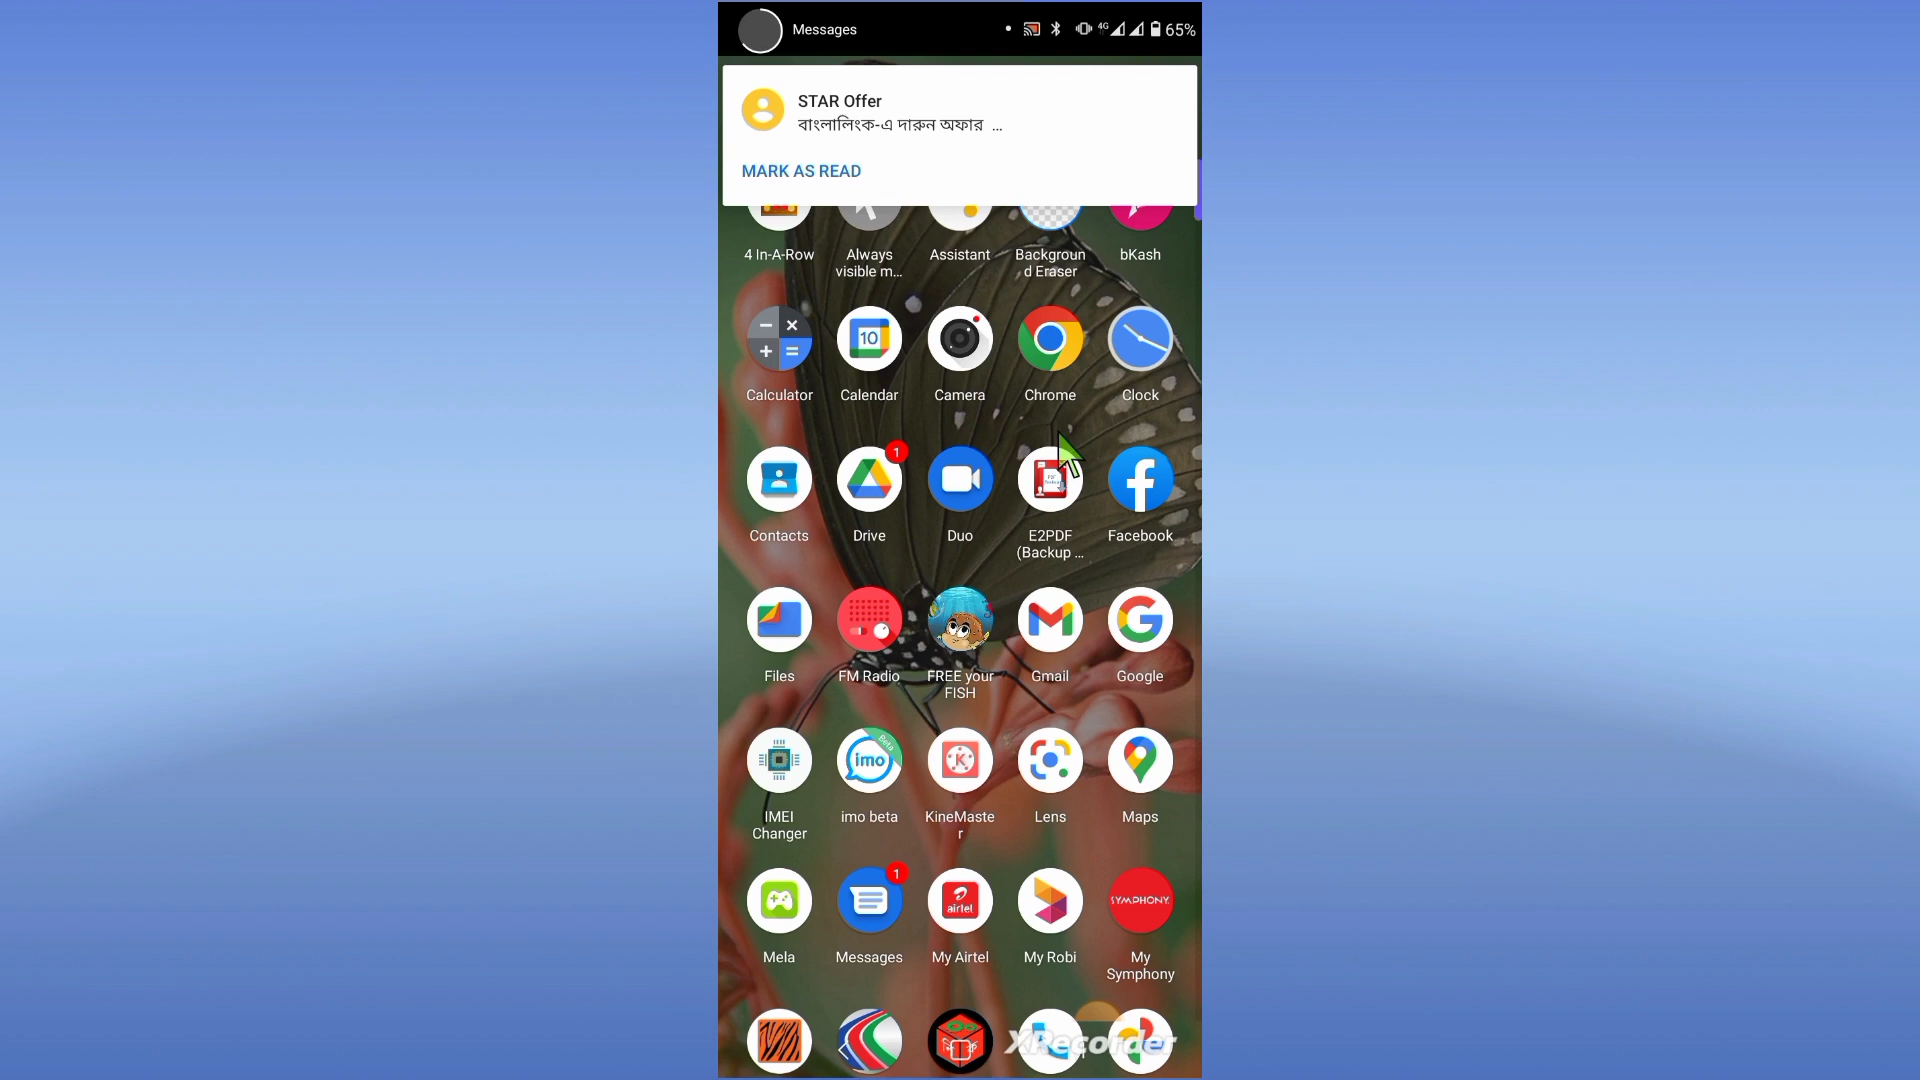 Messages
4G
65%
STAR Offer
বাংলালিংক-এ দারুন অফার ...
MARK AS READ
4 In-A-Row
Always
visible m...
Assistant
Backgroun
d Eraser
bKash
10
Calculator
Calendar
Camera
Chrome
Clock
1
Contacts
Drive
Duo
E2PDF
(Backup ...
Facebook
Files
FM Radio
FREE your
FISH
Gmail
Google
Beta
imo
K
IMEI
Changer
imo beta
KineMaste
r
Lens
Maps
1
airtel
SYMPHONY
Mela
Messages
My Airtel
My Robi
My
Symphony
XRecorder